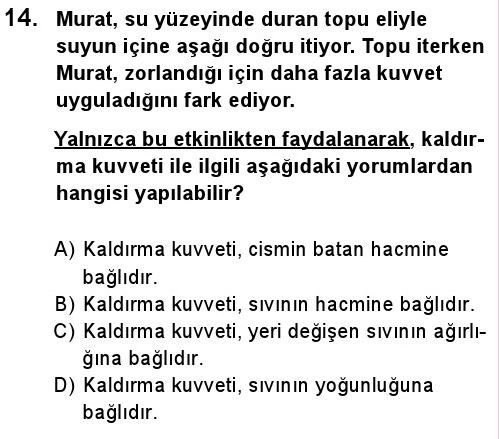 14. Murat, su yüzeyinde duran topu eliyle
suyun içine aşağı doğru itiyor. Topu iterken
Murat, zorlandığı için daha fazla kuvvet
uyguladığını fark ediyor.
Yalnızca bu etkinlikten faydalanarak, kaldır-
ma kuvveti ile ilgili aşağıdaki yorumlardan
hangisi yapılabilir?
A) Kaldırma kuvveti, cismin batan hacmine
bağlıdır.
B) Kaldırma kuvveti, sıvının hacmine bağlıdır.
C) Kaldırma kuvveti, yeri değişen sıvının ağırlı-
ğına bağlıdır.
D) Kaldırma kuvveti, sıvının yoğunluğuna
bağlıdır.